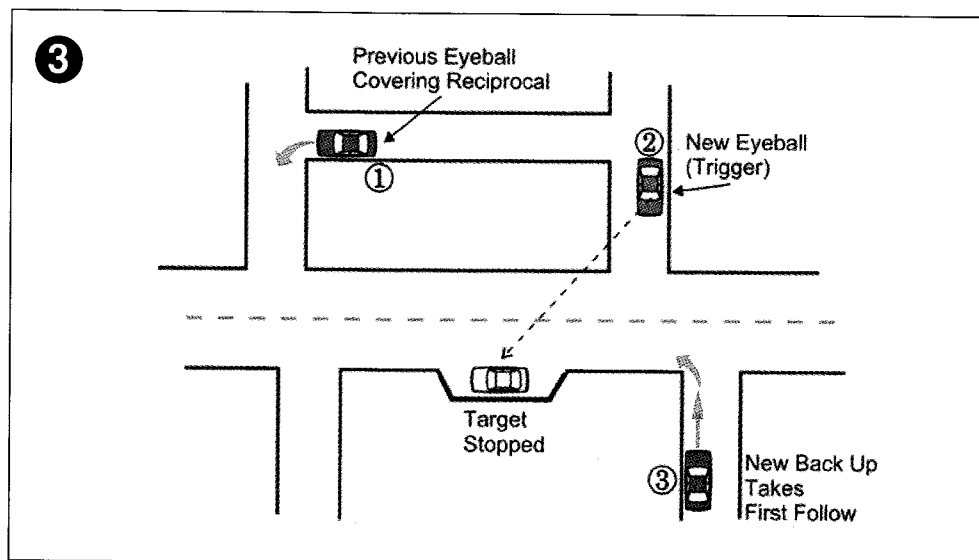 3
Previous Eyeball
Covering Reciprocal
①
②
New Eyeball
(Trigger)
Target
Stopped
③
New Back Up
Takes
First Follow